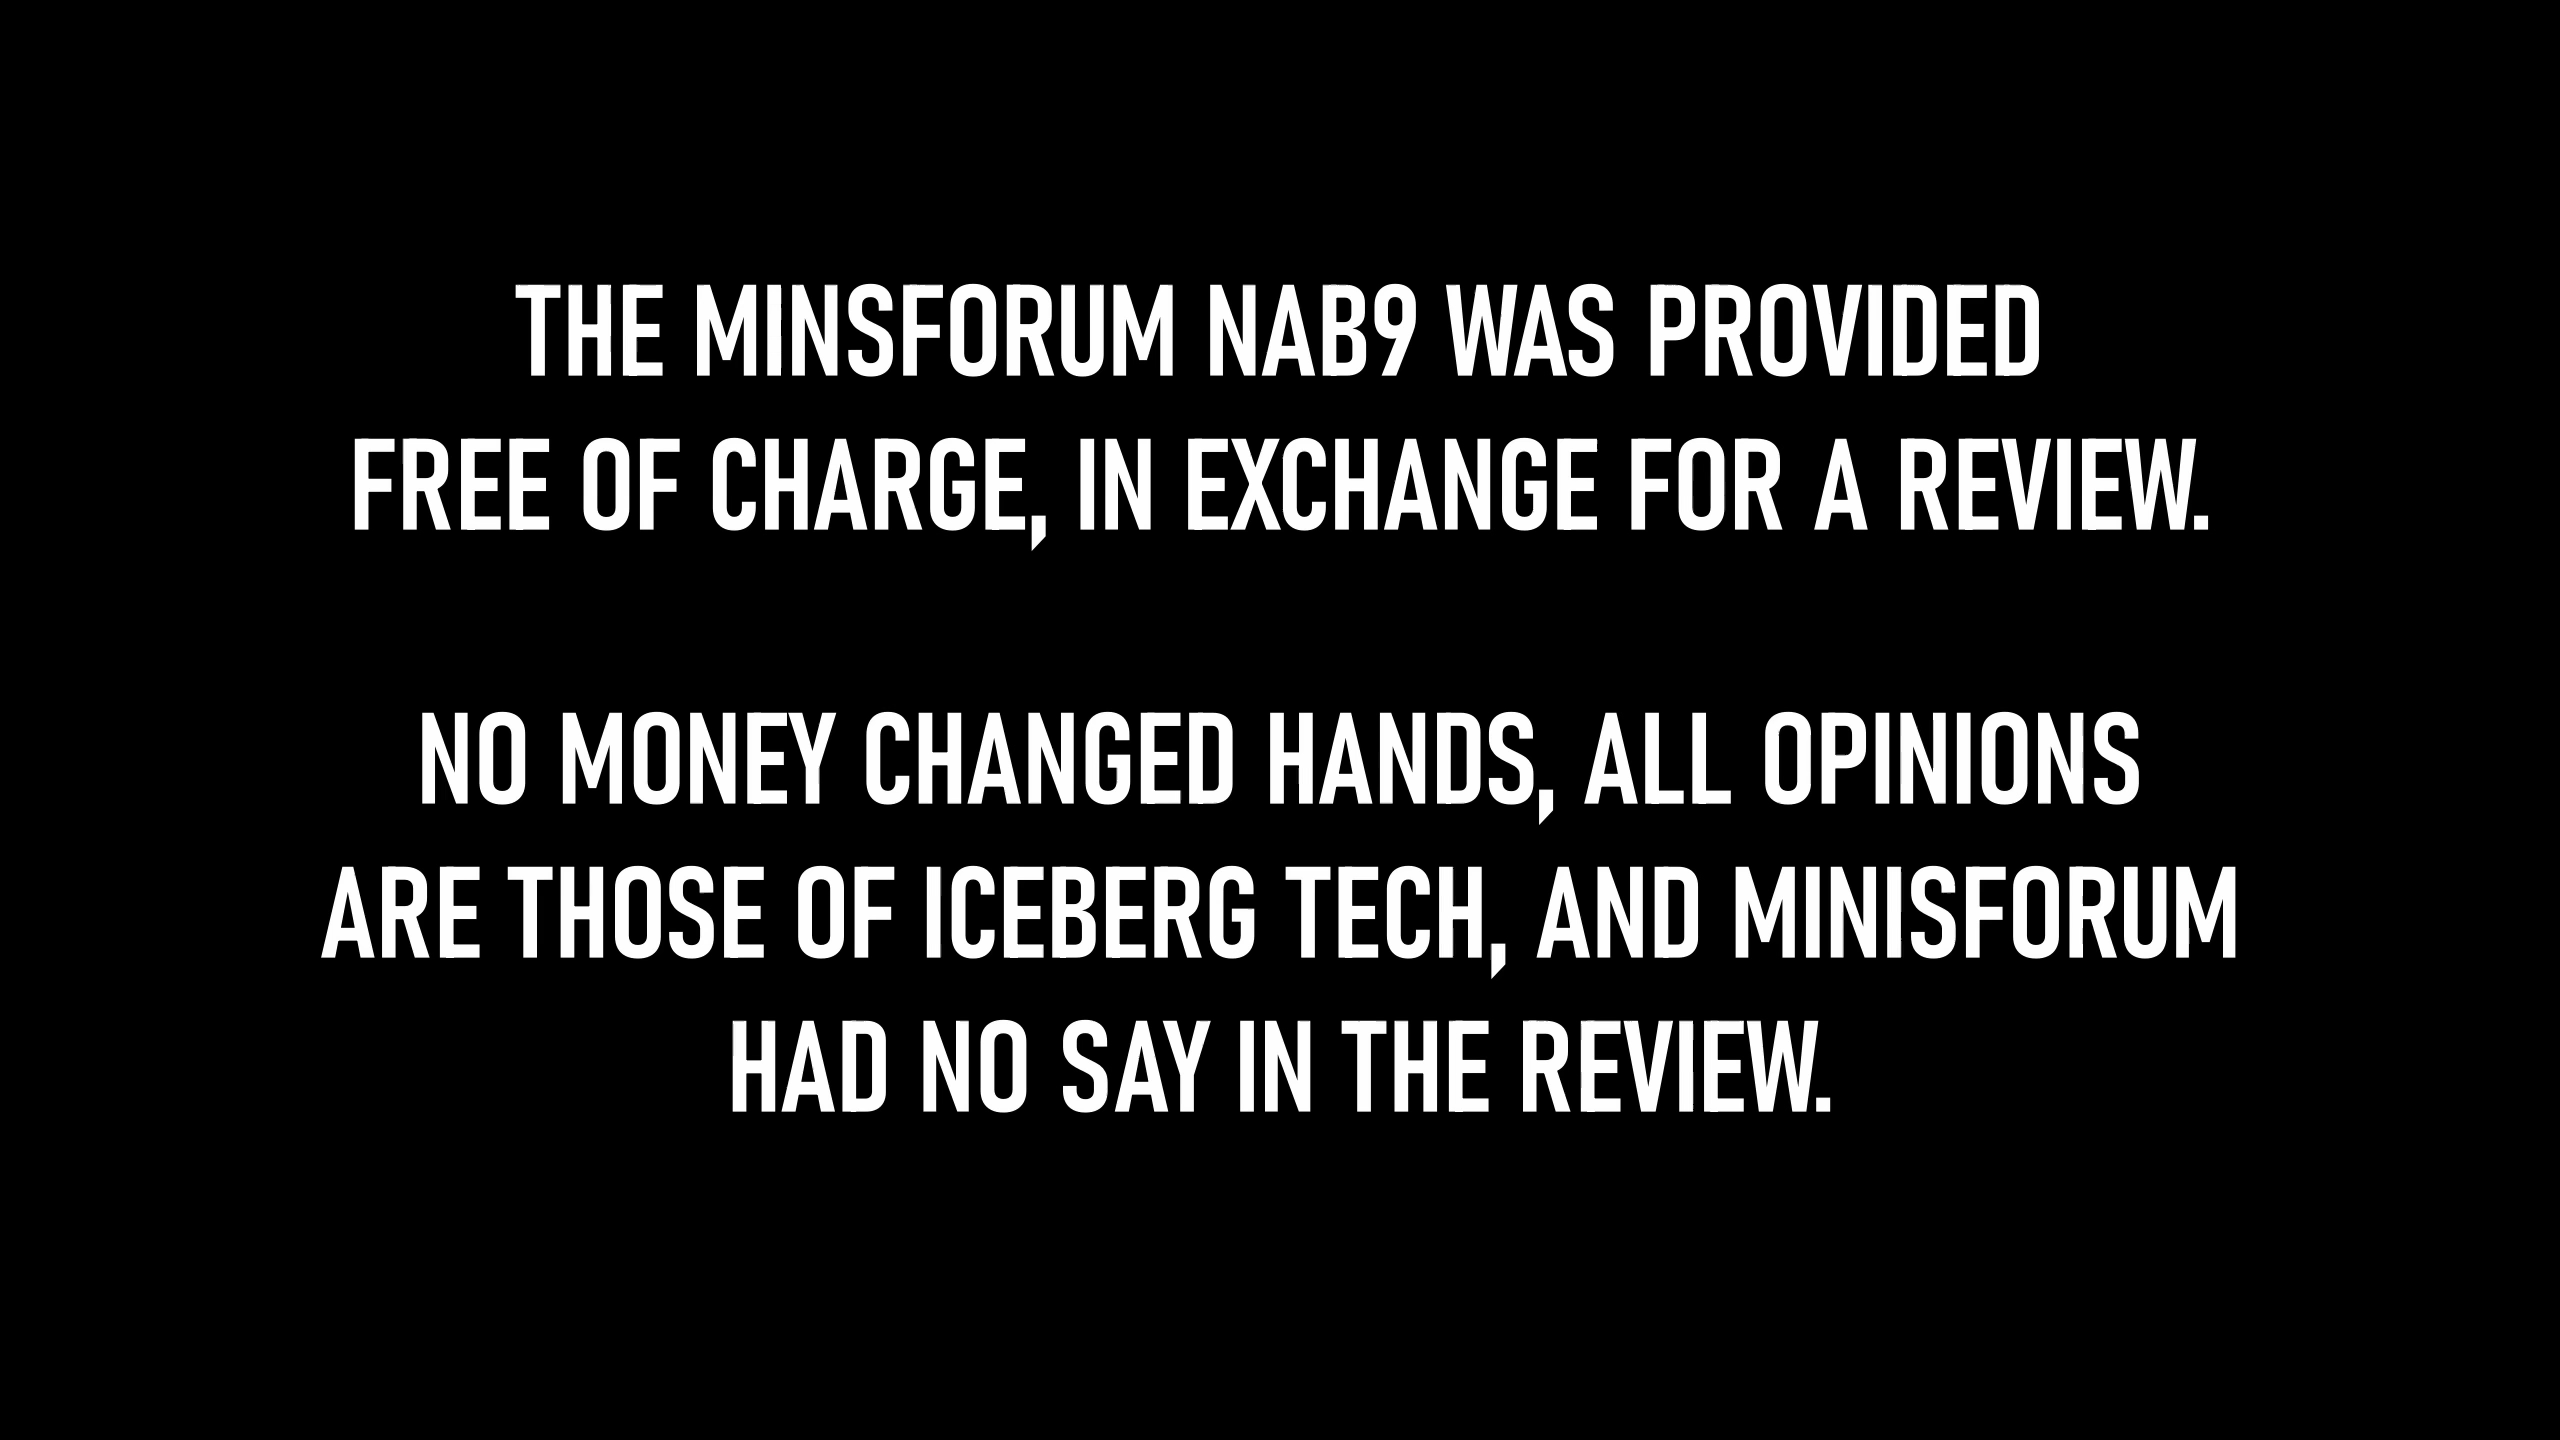 THE MINSFORUM NAB9 WAS PROVIDED
FREE OF CHARGE, IN EXCHANGE FOR A REVIEW.
NO MONEY CHANGED HANDS, ALL OPINIONS
ARE THOSE OF ICEBERG TECH, AND MINISFORUM
HAD NO SAY IN THE REVIEW.